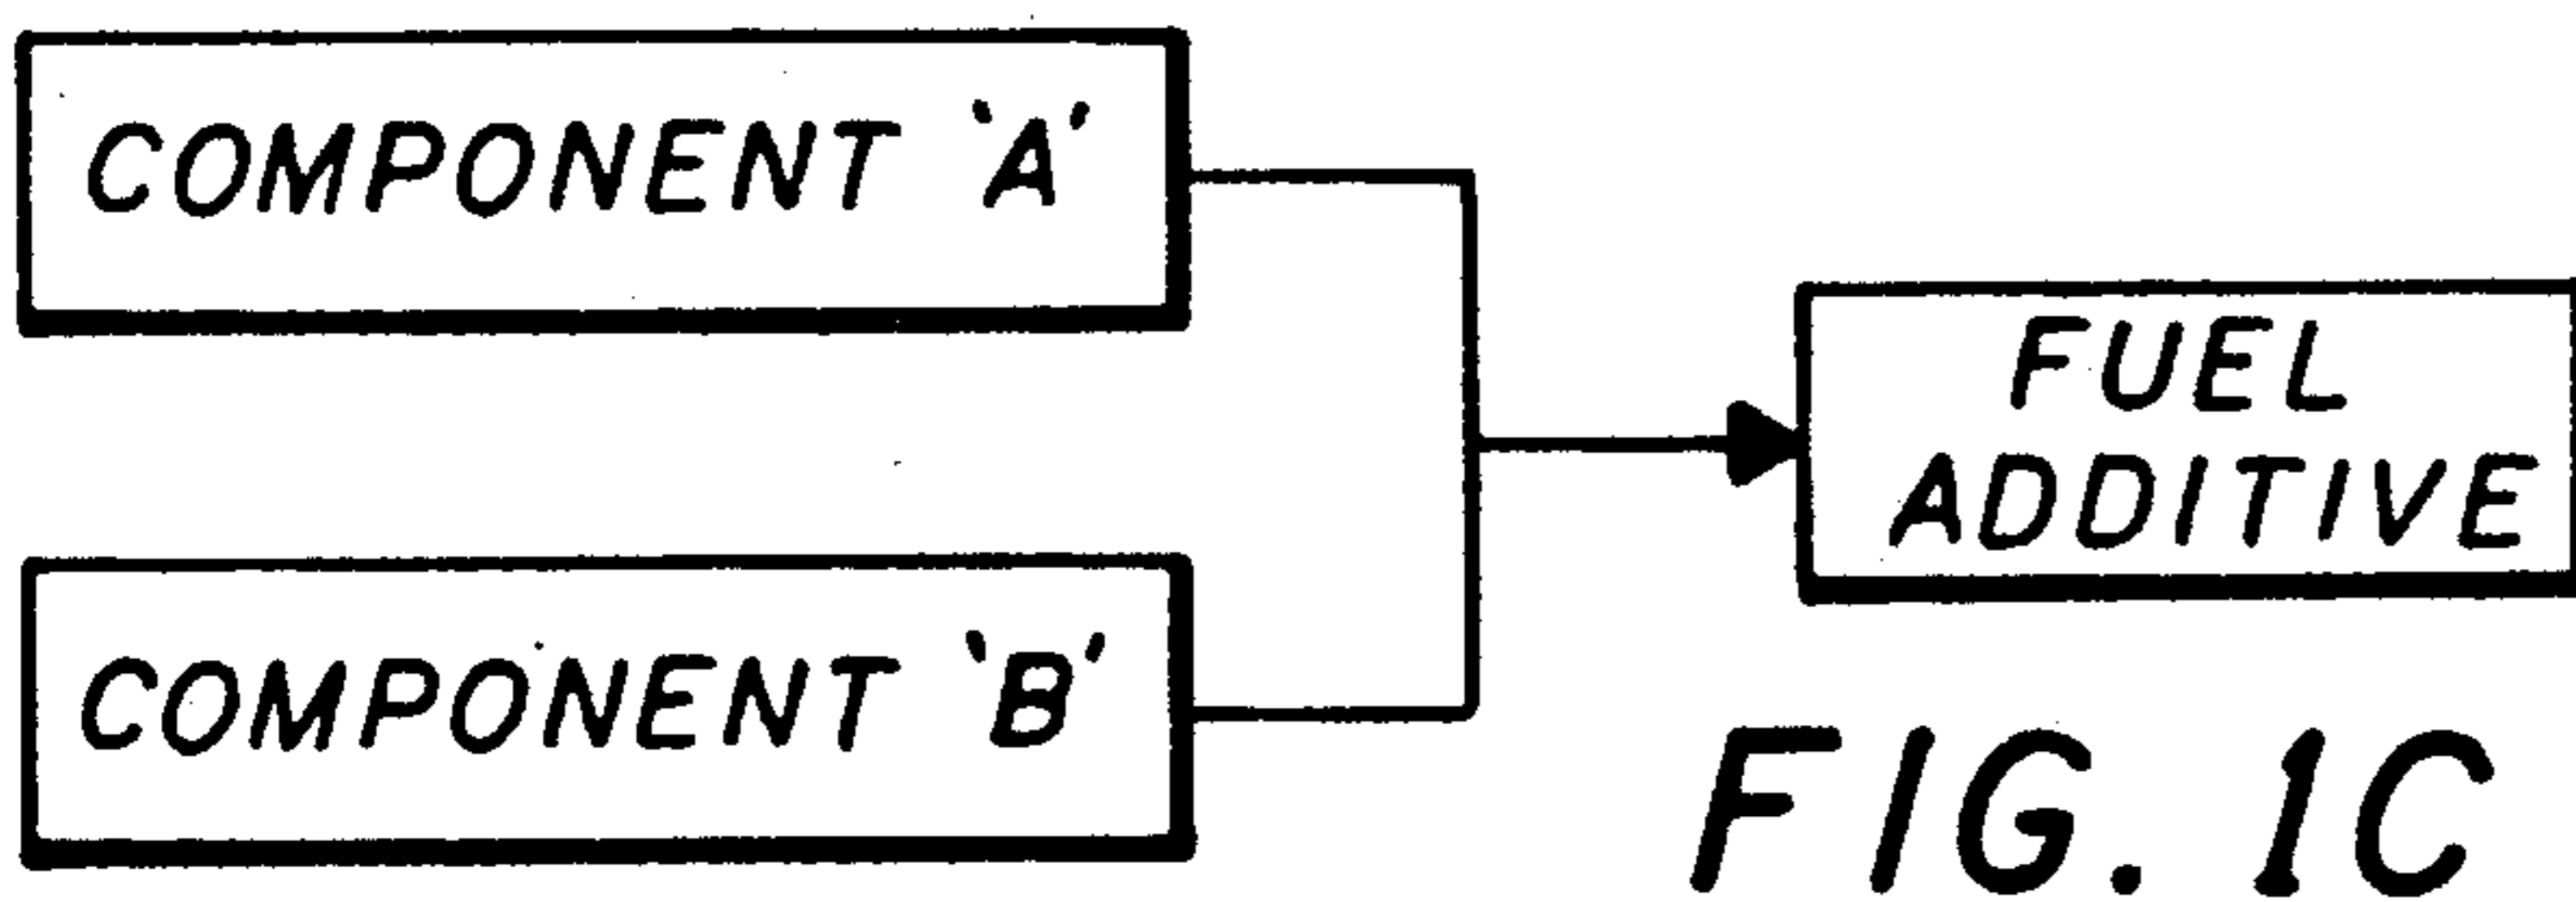 COMPONENT 'A'
FUEL
ADDITIVE
COMPONENT 'B'
FIG. 1C